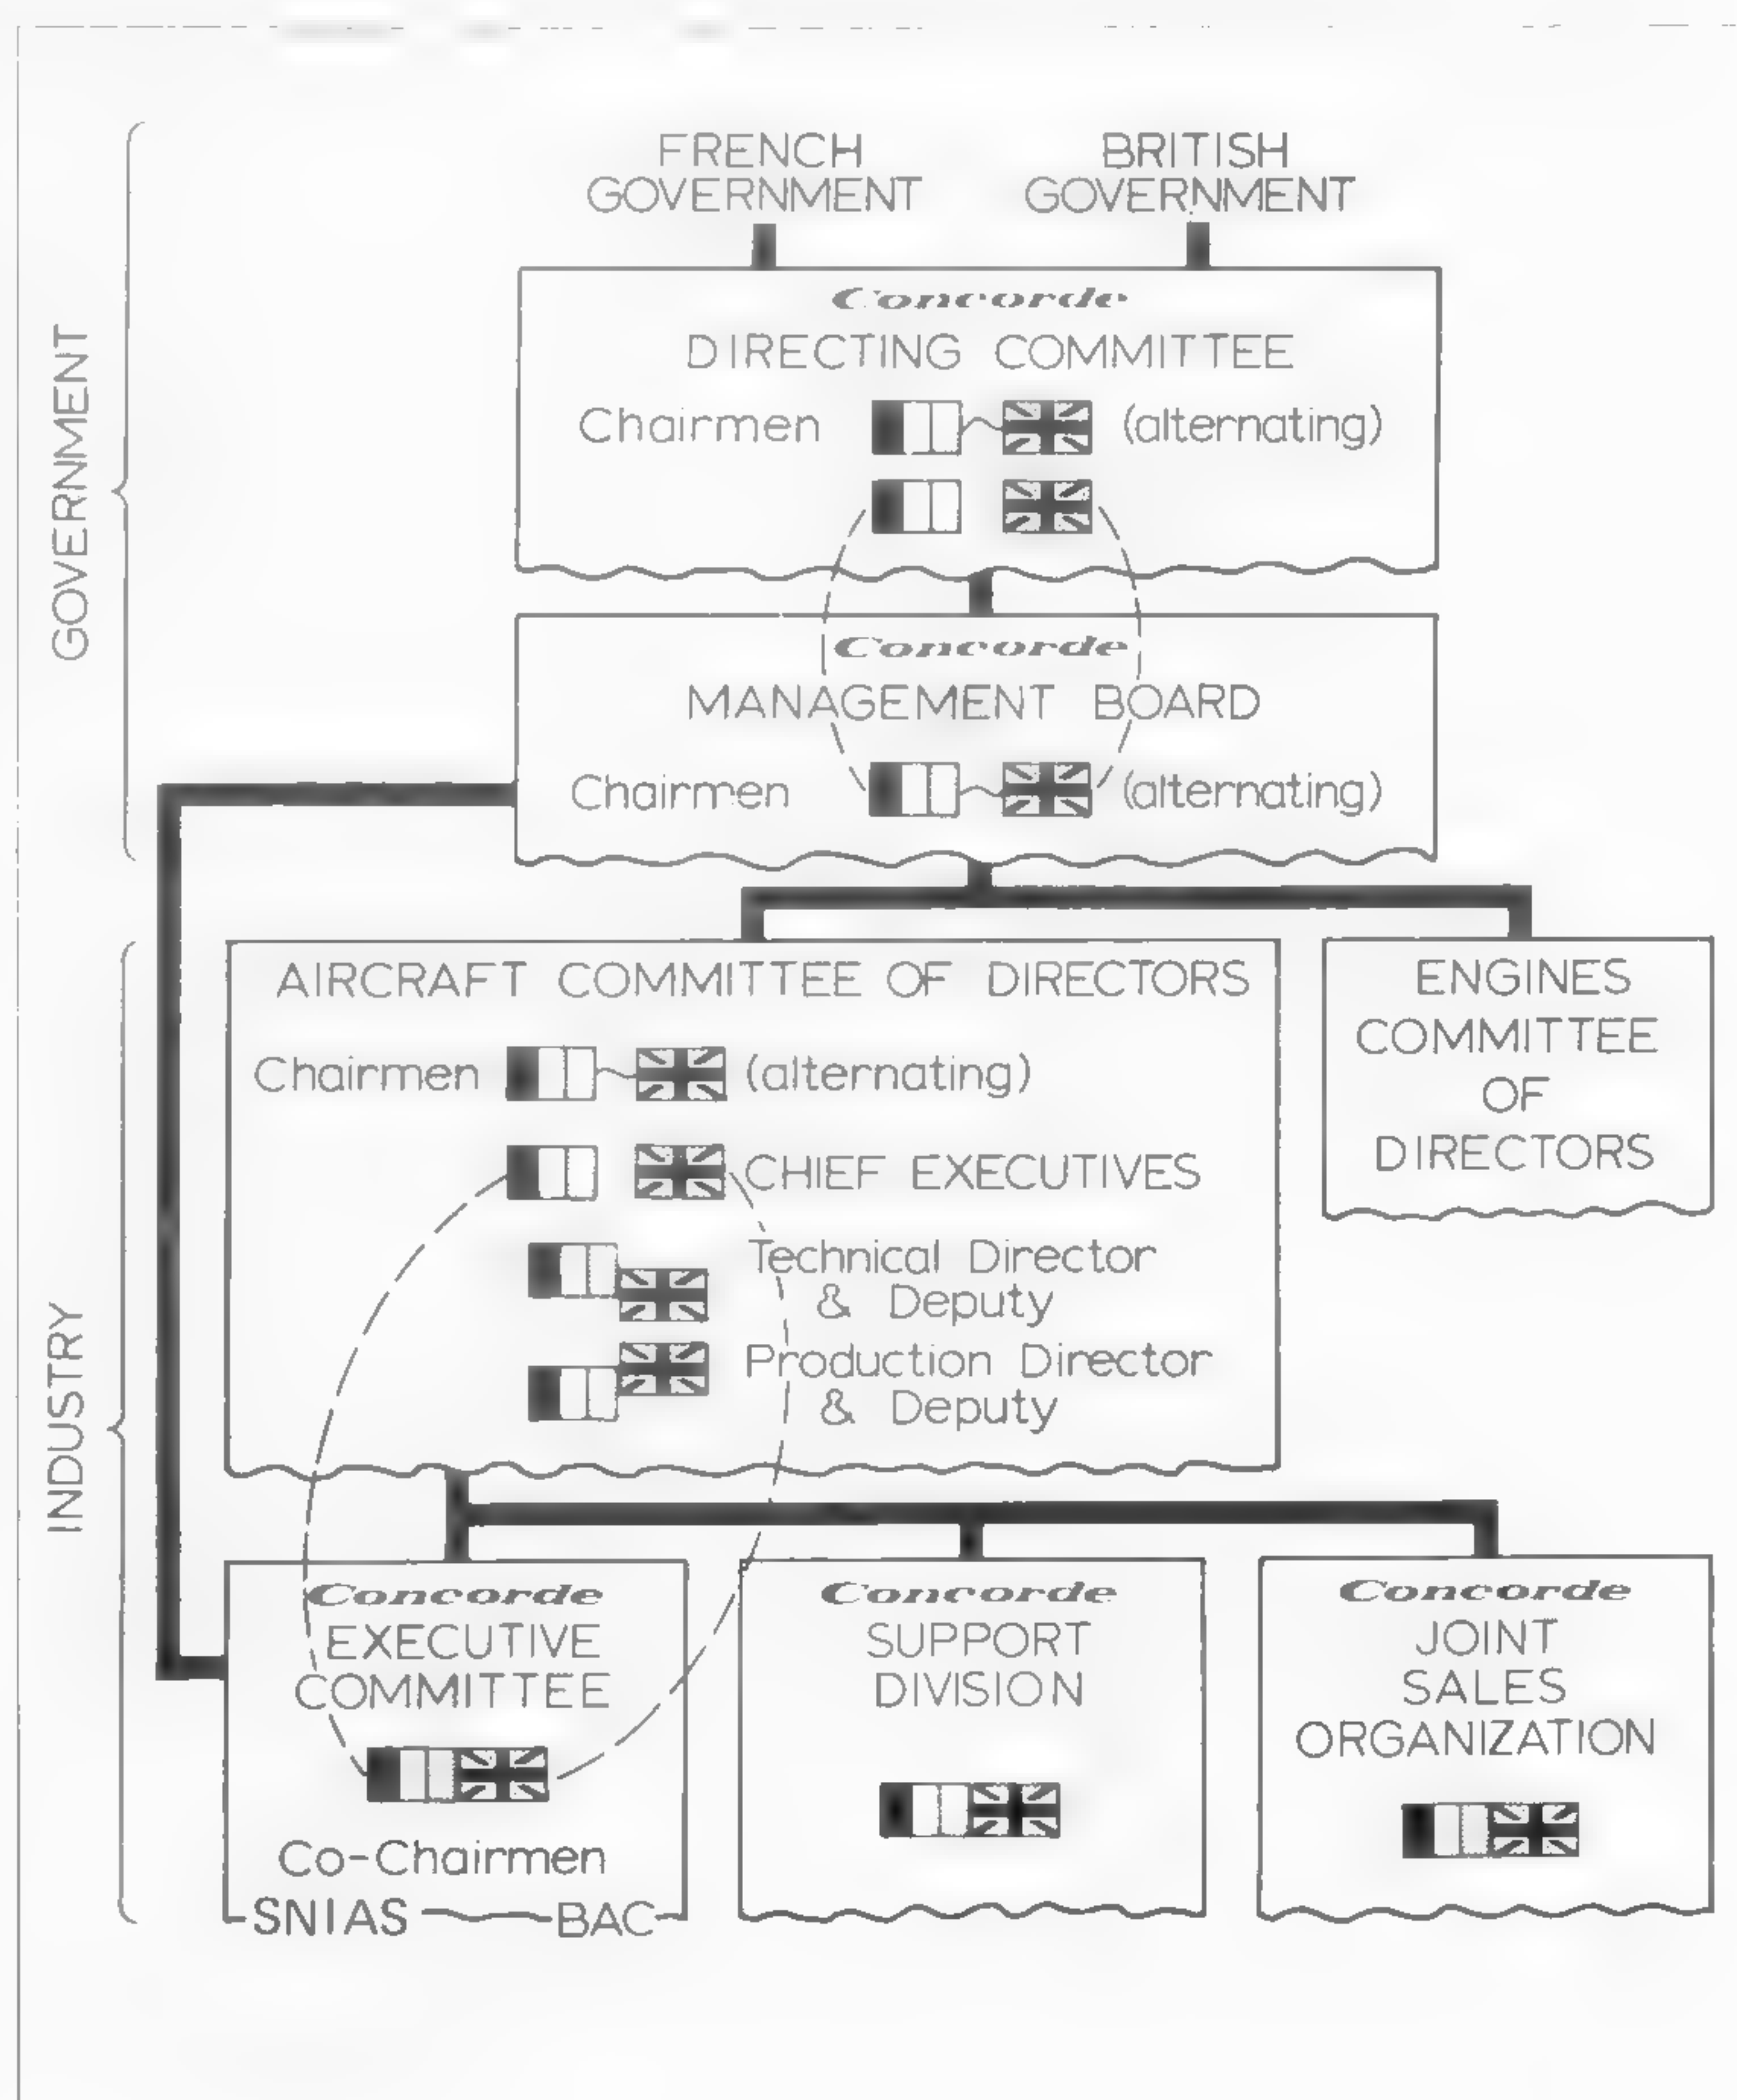 FRENCH
GOVERNMENT
BRITISH
GOVERNMENT
GOVERNMENT
Concorde
DIRECTING COMMITTEE
Chairmen (alternating)
Concorde
MANAGEMENT BOARD
Chairmen (alternating)
INDUSTRY
AIRCRAFT COMMITTEE OF DIRECTORS
Chairmen (alternating)
CHIEF EXECUTIVES
Technical Director
& Deputy
Production Director
& Deputy
ENGINES
COMMITTEE
OF
DIRECTORS
Concorde
EXECUTIVE
COMMITTEE
Co-Chairmen
SNIAS BAC
Concorde
SUPPORT
DIVISION
Concorde
JOINT
SALES
ORGANIZATION